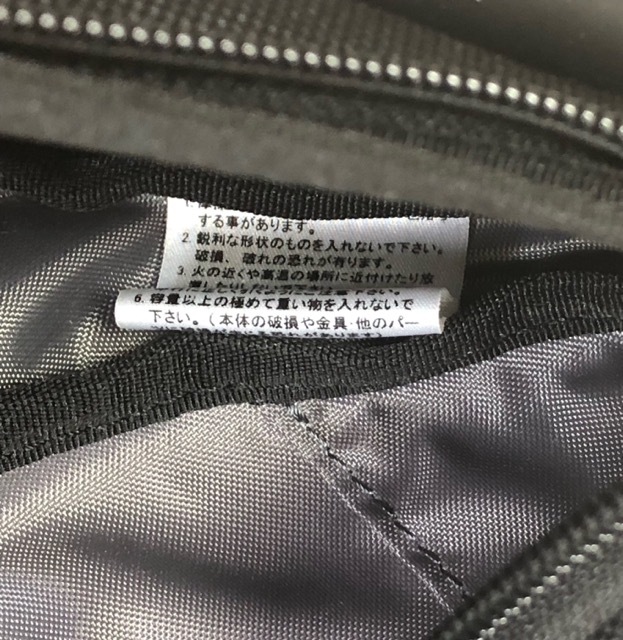 する事があります。
2. 鋭利な形状のものを入れないで下さい。
破損、破れの恐れが有ります。
3. 火の近くや高温の場所に近付けたり放
6. 容量以上の極めて重い物を入れないで
下さい。(本体の破損や金具·他のパー